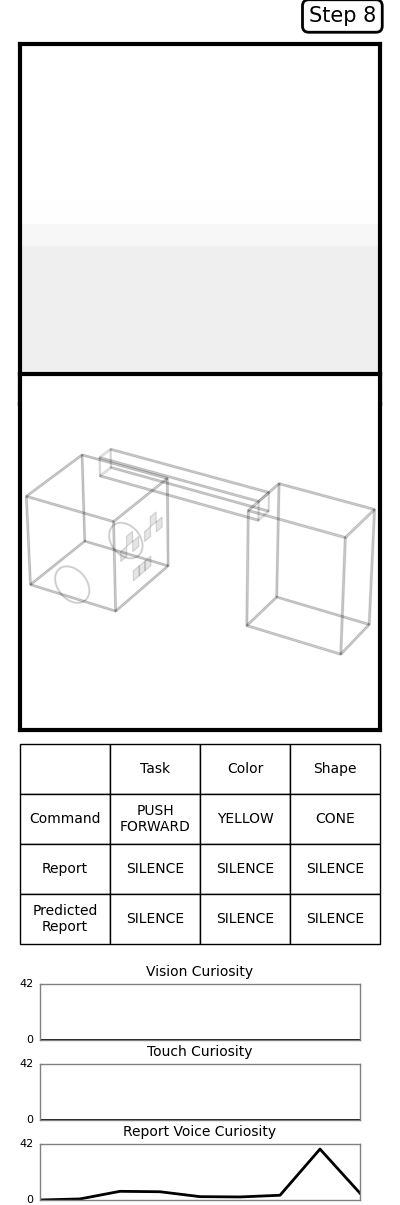 Step 8
Task Color Shape
Command PUSH FORWARD YELLOW CONE
Report SILENCE SILENCE SILENCE
Predicted Report SILENCE SILENCE SILENCE
Vision Curiosity
42
0
Touch Curiosity
42
0
Report Voice Curiosity
42
0